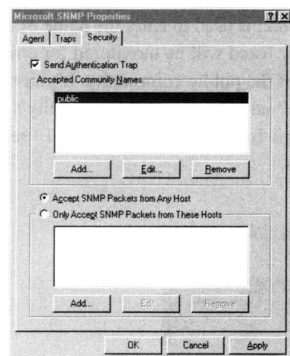 Microsoft SNMP Properties
Agent Traps Security
Send Authentication Trap
Accepted Community Names
public
Add... Edit... Remove
Accept SNMP Packets from Any Host
Only Accept SNMP Packets from These Hosts
Add... Edit... Remove
OK Cancel Apply